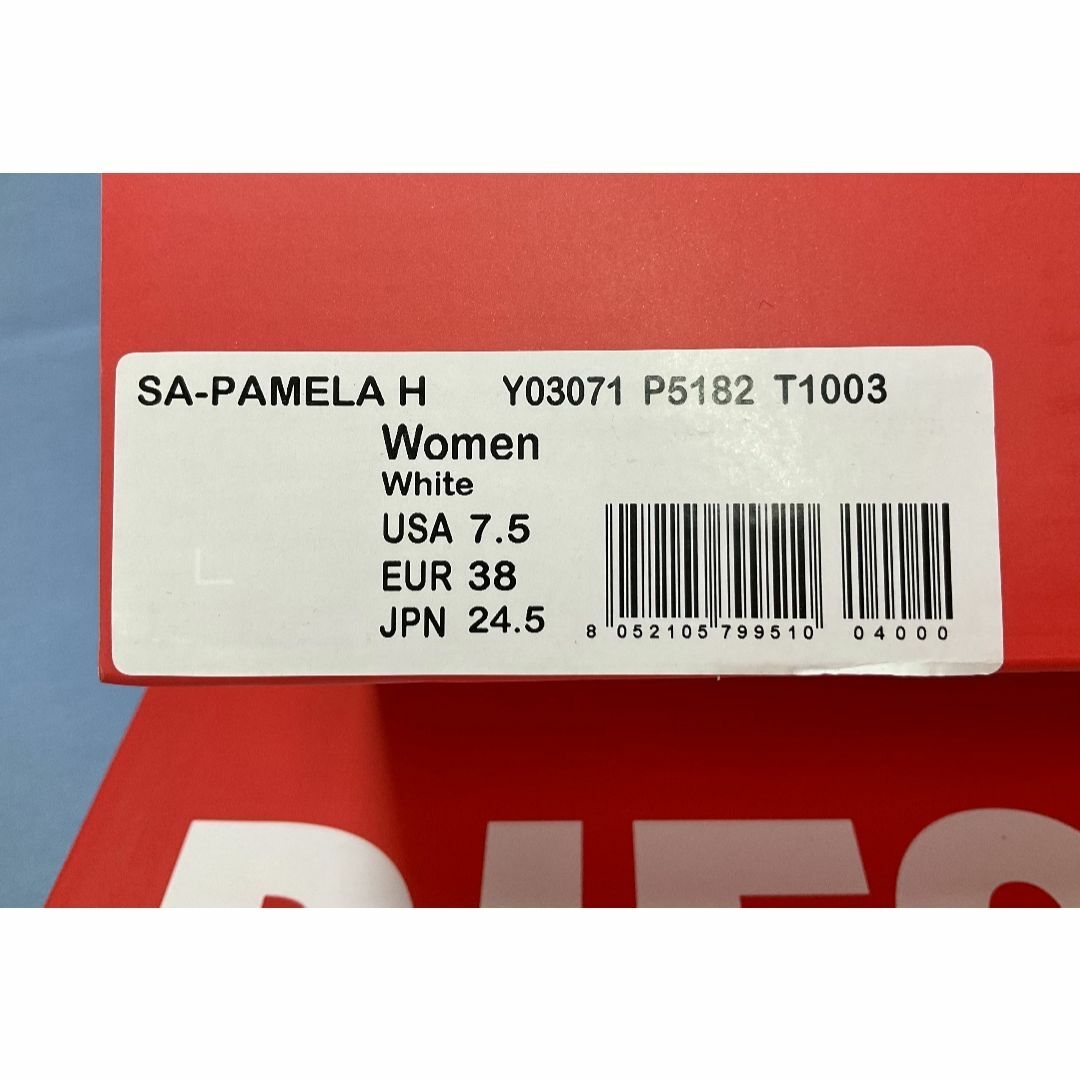 SA-PAMELA H Y03071 P5182 T1003
Women
White
USA 7.5
EUR 38
JPN 24.5
8 052105 799510 04000